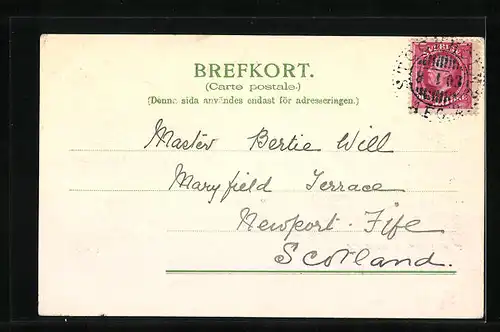 BREFKORT.
(Carte postale.)
(Denna sida användes endast för adresseringen.)
Master Bertie Will
Maryfield Terrace
Newport. Fife
Scotland.